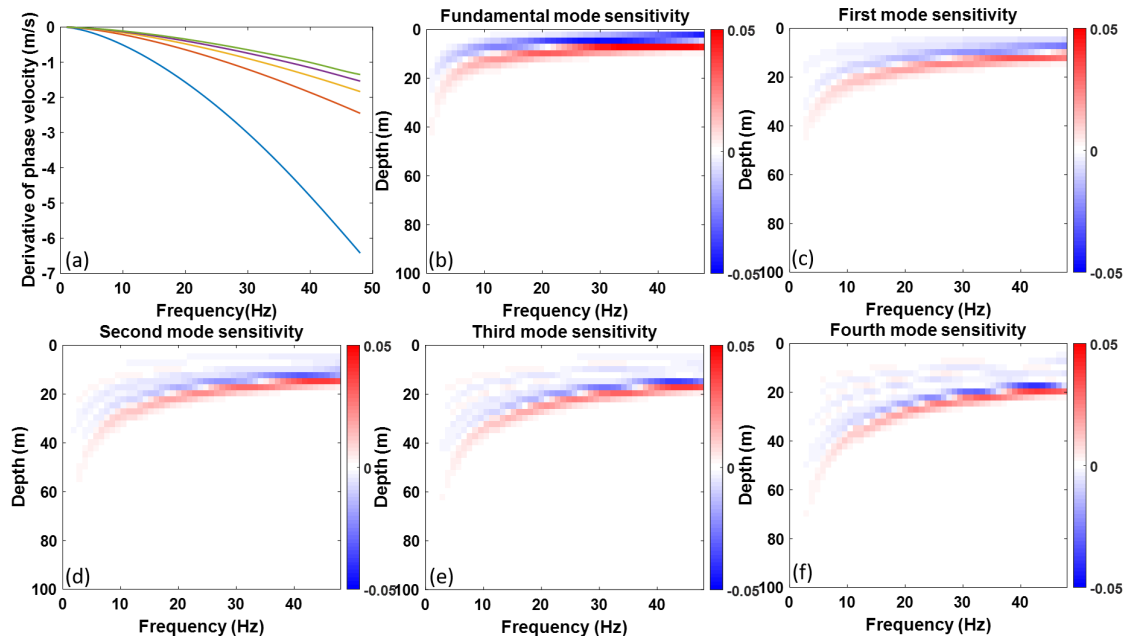 Fundamental mode sensitivity
First mode sensitivity
Derivative of phase velocity (m/s)
0
-1
-2
-3
-4
-5
-6
-7
(a)
0 10 20 30 40 50
Frequency(Hz)
Depth (m)
0
20
40
60
80
100
(b)
0 20 40
Frequency (Hz)
0.05
0
-0.05
Depth (m)
0
20
40
60
80
100
(c)
0 20 40
Frequency (Hz)
0.05
0
-0.05
Second mode sensitivity
Third mode sensitivity
Fourth mode sensitivity
Depth (m)
0
20
40
60
80
100
(d)
0 10 20 30 40
Frequency (Hz)
0.05
0
-0.05
Depth (m)
0
20
40
60
80
100
(e)
0 10 20 30 40
Frequency (Hz)
0.05
0
-0.05
Depth (m)
0
20
40
60
80
100
(f)
0 10 20 30 40
Frequency (Hz)
0.05
0
-0.05